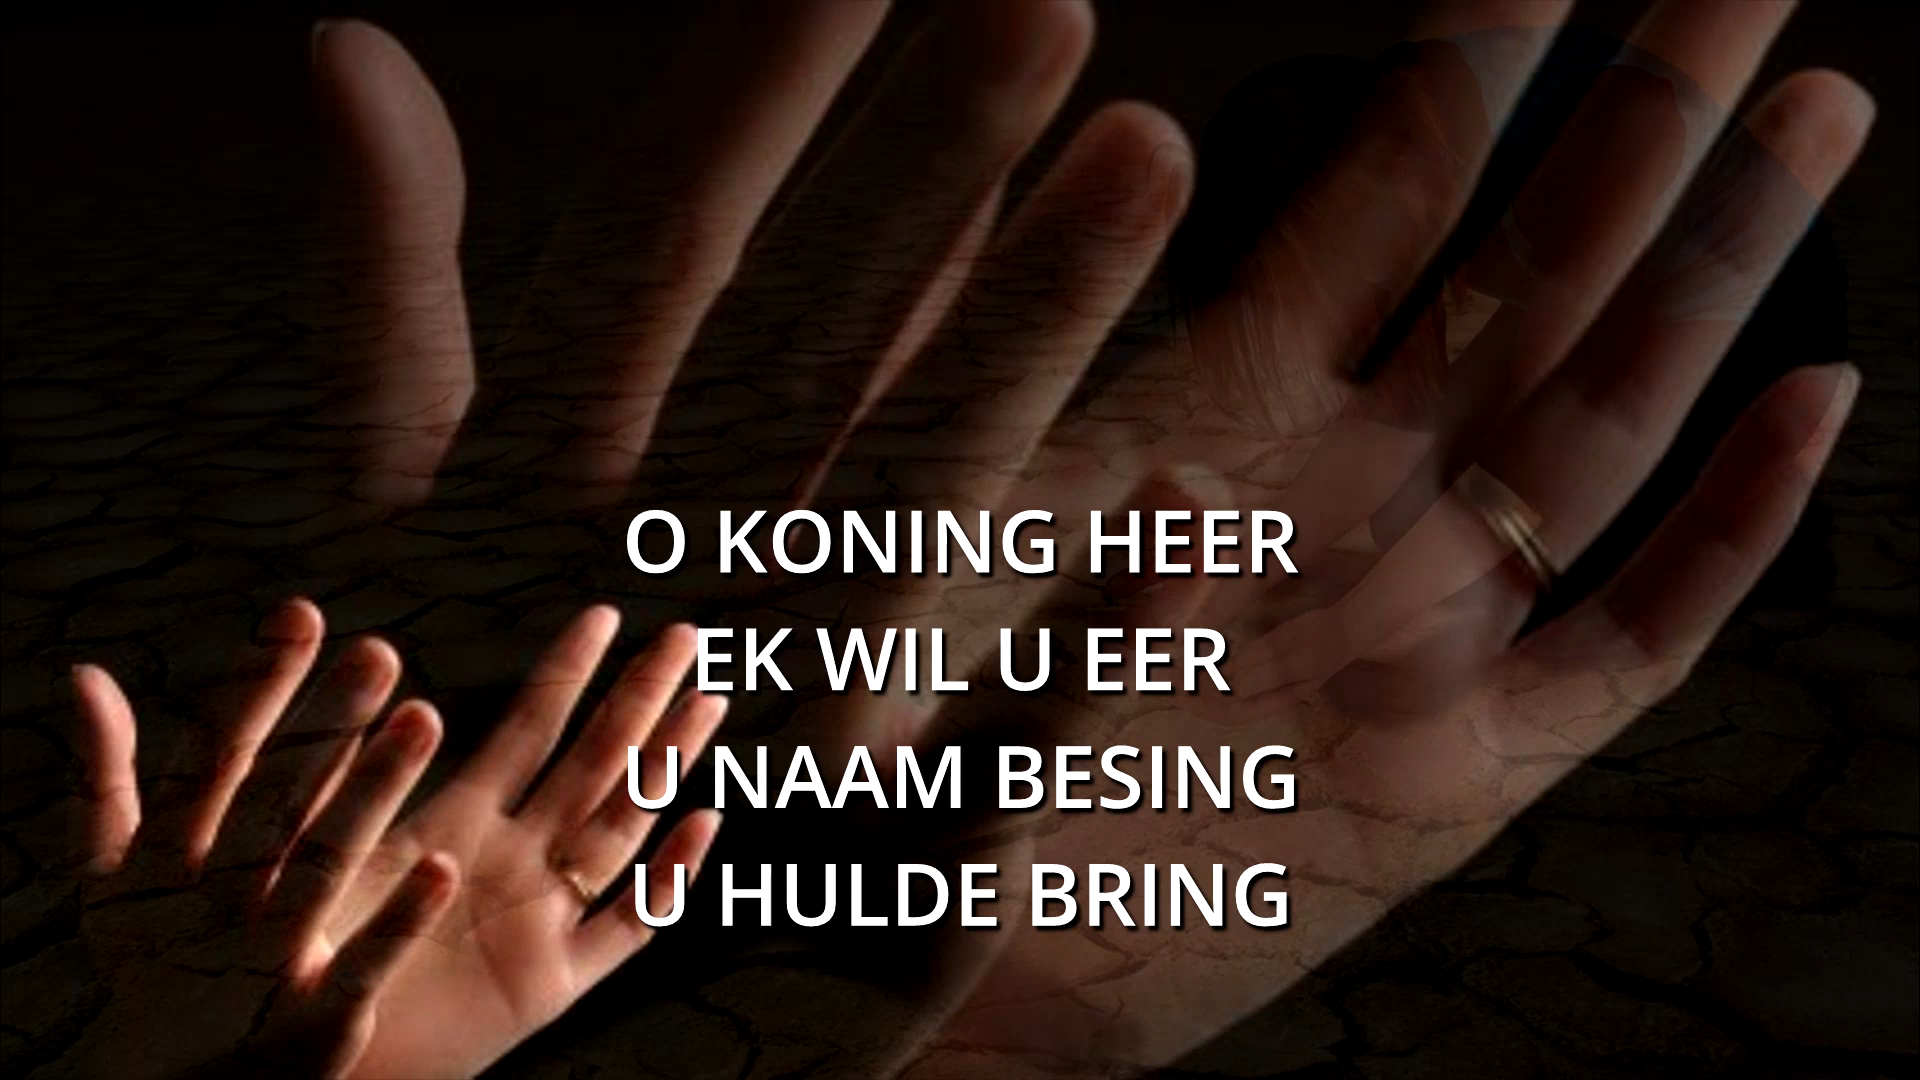 O KONING HEER
EK WIL U EER
U NAAM BESING
U HULDE BRING